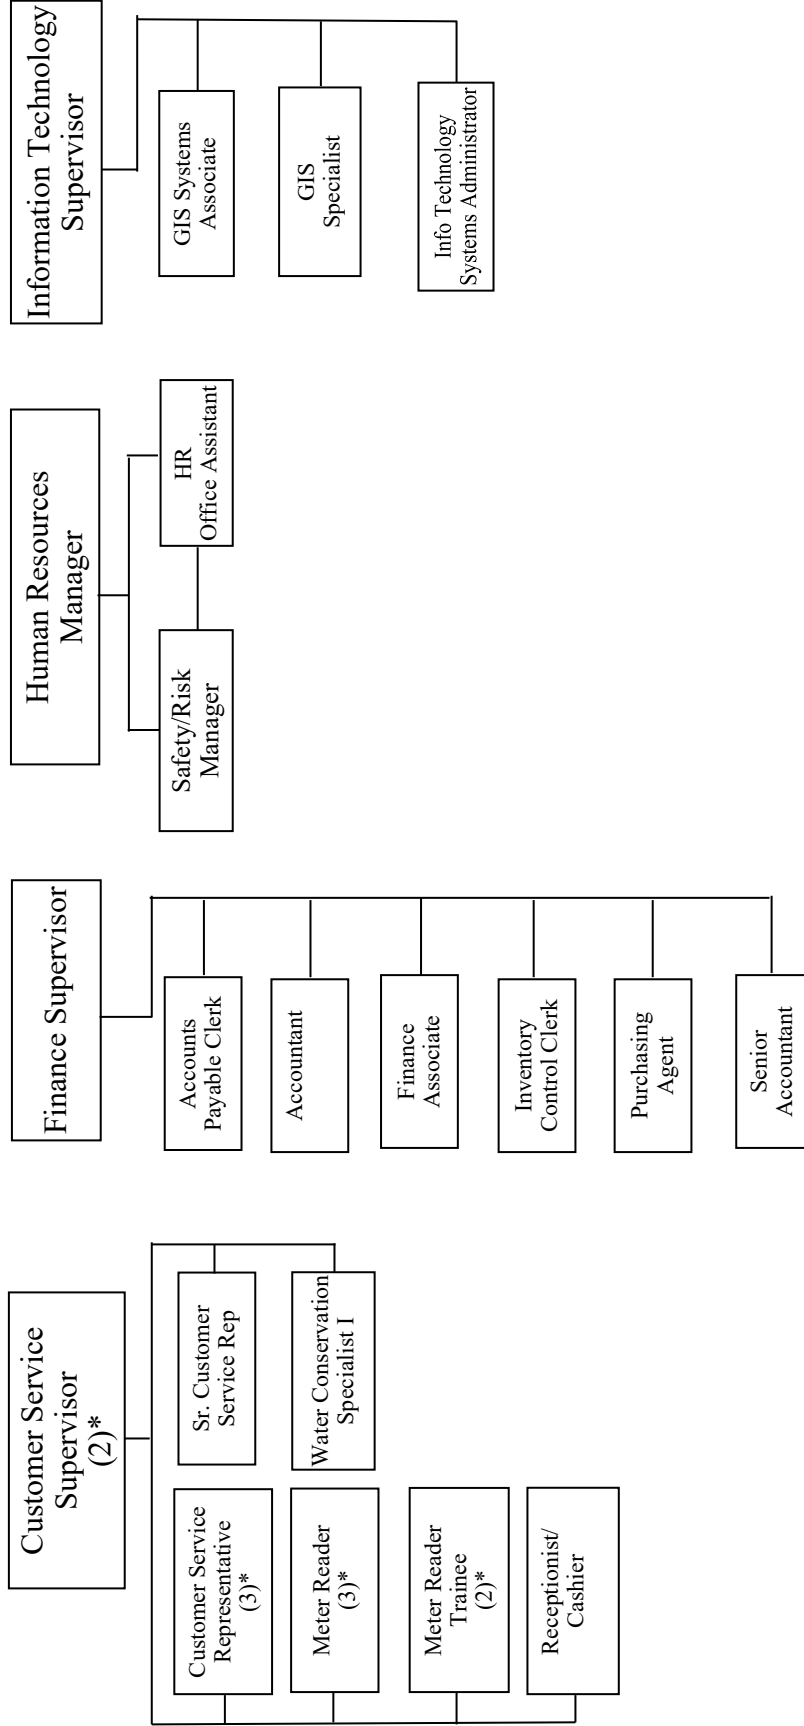 Customer Service
Supervisor
(2)*
Customer Service
Representative
(3)*
Meter Reader
(3)*
Meter Reader
Trainee
(2)*
Receptionist/
Cashier
Sr. Customer
Service Rep
Water Conservation
Specialist I
Finance Supervisor
Accounts
Payable Clerk
Accountant
Finance
Associate
Inventory
Control Clerk
Purchasing
Agent
Senior
Accountant
Human Resources
Manager
Safety/Risk
Manager
HR
Office Assistant
Information Technology
Supervisor
GIS Systems
Associate
GIS
Specialist
Info Technology
Systems Administrator